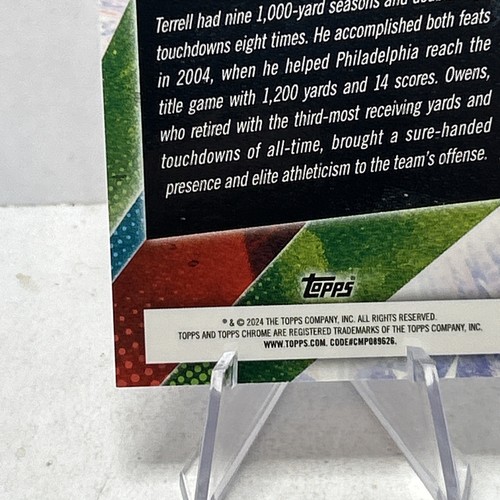 Terrell had nine 1,000-yard seasons and
touchdowns eight times. He accomplished both feats
in 2004, when he helped Philadelphia reach the
title game with 1,200 yards and 14 scores. Owens,
who retired with the third-most receiving yards and
touchdowns of all-time, brought a sure-handed
presence and elite athleticism to the team's offense.
Topps®
® & © 2024 THE TOPPS COMPANY, INC. ALL RIGHTS RESERVED.
TOPPS AND TOPPS CHROME ARE REGISTERED TRADEMARKS OF THE TOPPS COMPANY, INC.
WWW.TOPPS.COM. CODE#CMP089626.